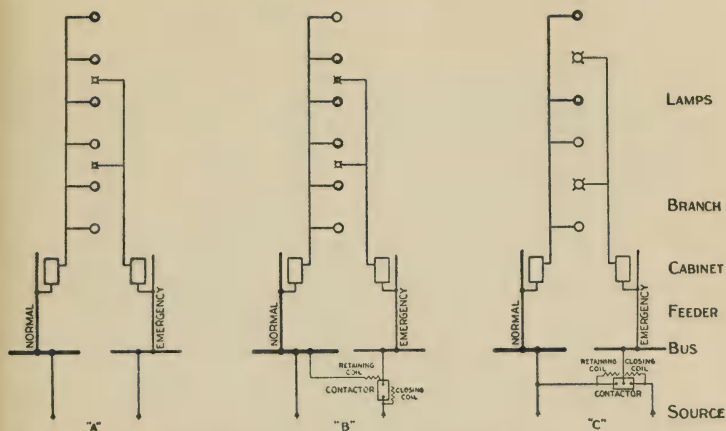 LAMPS
BRANCH
CABINET
FEEDER
BUS
SOURCE
NORMAL
EMERGENCY
"A"
NORMAL
EMERGENCY
RETAINING
COIL
CONTACTOR
CLOSING
COIL
"B"
NORMAL
EMERGENCY
RETAINING
COIL
CLOSING
COIL
CONTACTOR
"C"